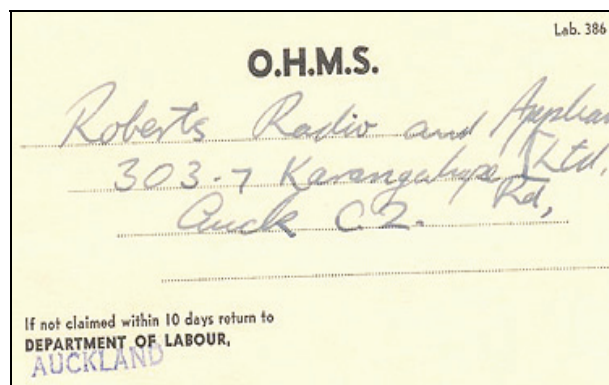 Lab. 386
O.H.M.S.
Roberts Radio and Applian
Ltd,
303-7 Karangahape Rd,
Auck C.2.
If not claimed within 10 days return to
DEPARTMENT OF LABOUR,
AUCKLAND